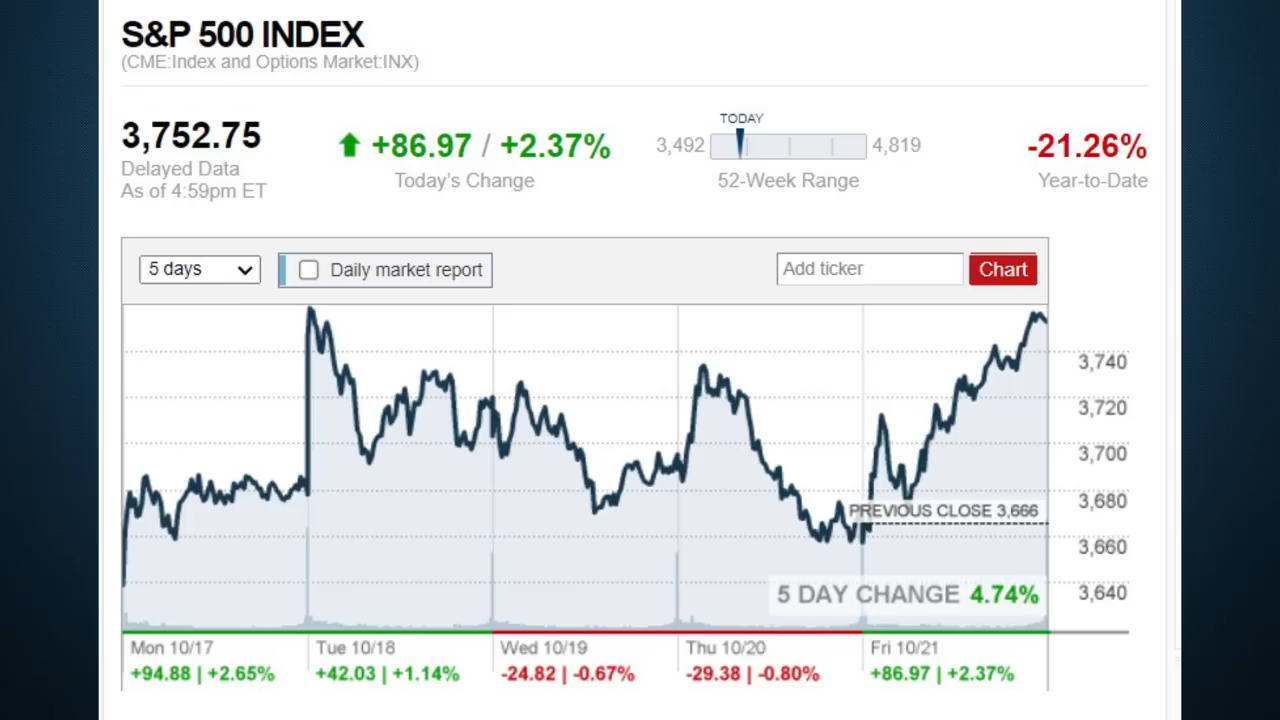 S&P 500 INDEX
(CME:Index and Options Market:INX)
3,752.75
Delayed Data
As of 4:59pm ET
+86.97 / +2.37%
Today's Change
TODAY
3,492
4,819
52-Week Range
-21.26%
Year-to-Date
5 days
Daily market report
Add ticker
Chart
3,740
3,720
3,700
3,680
3,660
3,640
PREVIOUS CLOSE 3,666
5 DAY CHANGE 4.74%
Mon 10/17
+94.88 | +2.65%
Tue 10/18
+42.03 | +1.14%
Wed 10/19
-24.82 | -0.67%
Thu 10/20
-29.38 | -0.80%
Fri 10/21
+86.97 | +2.37%